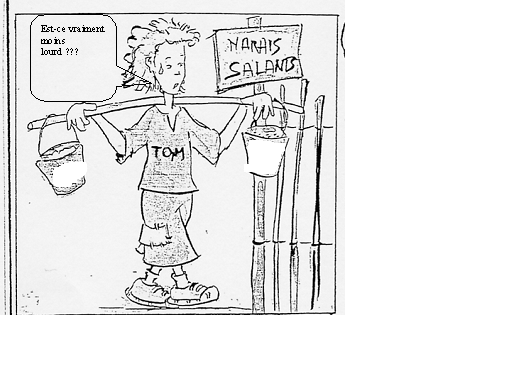 Est-ce vraiment
moins
lourd ???
MARAIS
SALANTS
TOM